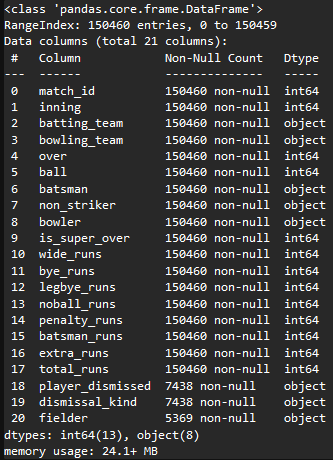 <class 'pandas.core.frame.DataFrame'>
RangeIndex: 150460 entries, 0 to 150459
Data columns (total 21 columns):
 #   Column            Non-Null Count   Dtype
---  ------            --------------   -----
 0   match_id          150460 non-null  int64
 1   inning            150460 non-null  int64
 2   batting_team      150460 non-null  object
 3   bowling_team      150460 non-null  object
 4   over              150460 non-null  int64
 5   ball              150460 non-null  int64
 6   batsman           150460 non-null  object
 7   non_striker       150460 non-null  object
 8   bowler            150460 non-null  object
 9   is_super_over     150460 non-null  int64
 10  wide_runs         150460 non-null  int64
 11  bye_runs          150460 non-null  int64
 12  legbye_runs       150460 non-null  int64
 13  noball_runs       150460 non-null  int64
 14  penalty_runs      150460 non-null  int64
 15  batsman_runs      150460 non-null  int64
 16  extra_runs        150460 non-null  int64
 17  total_runs        150460 non-null  int64
 18  player_dismissed  7438 non-null    object
 19  dismissal_kind    7438 non-null    object
 20  fielder           5369 non-null    object
dtypes: int64(13), object(8)
memory usage: 24.1+ MB